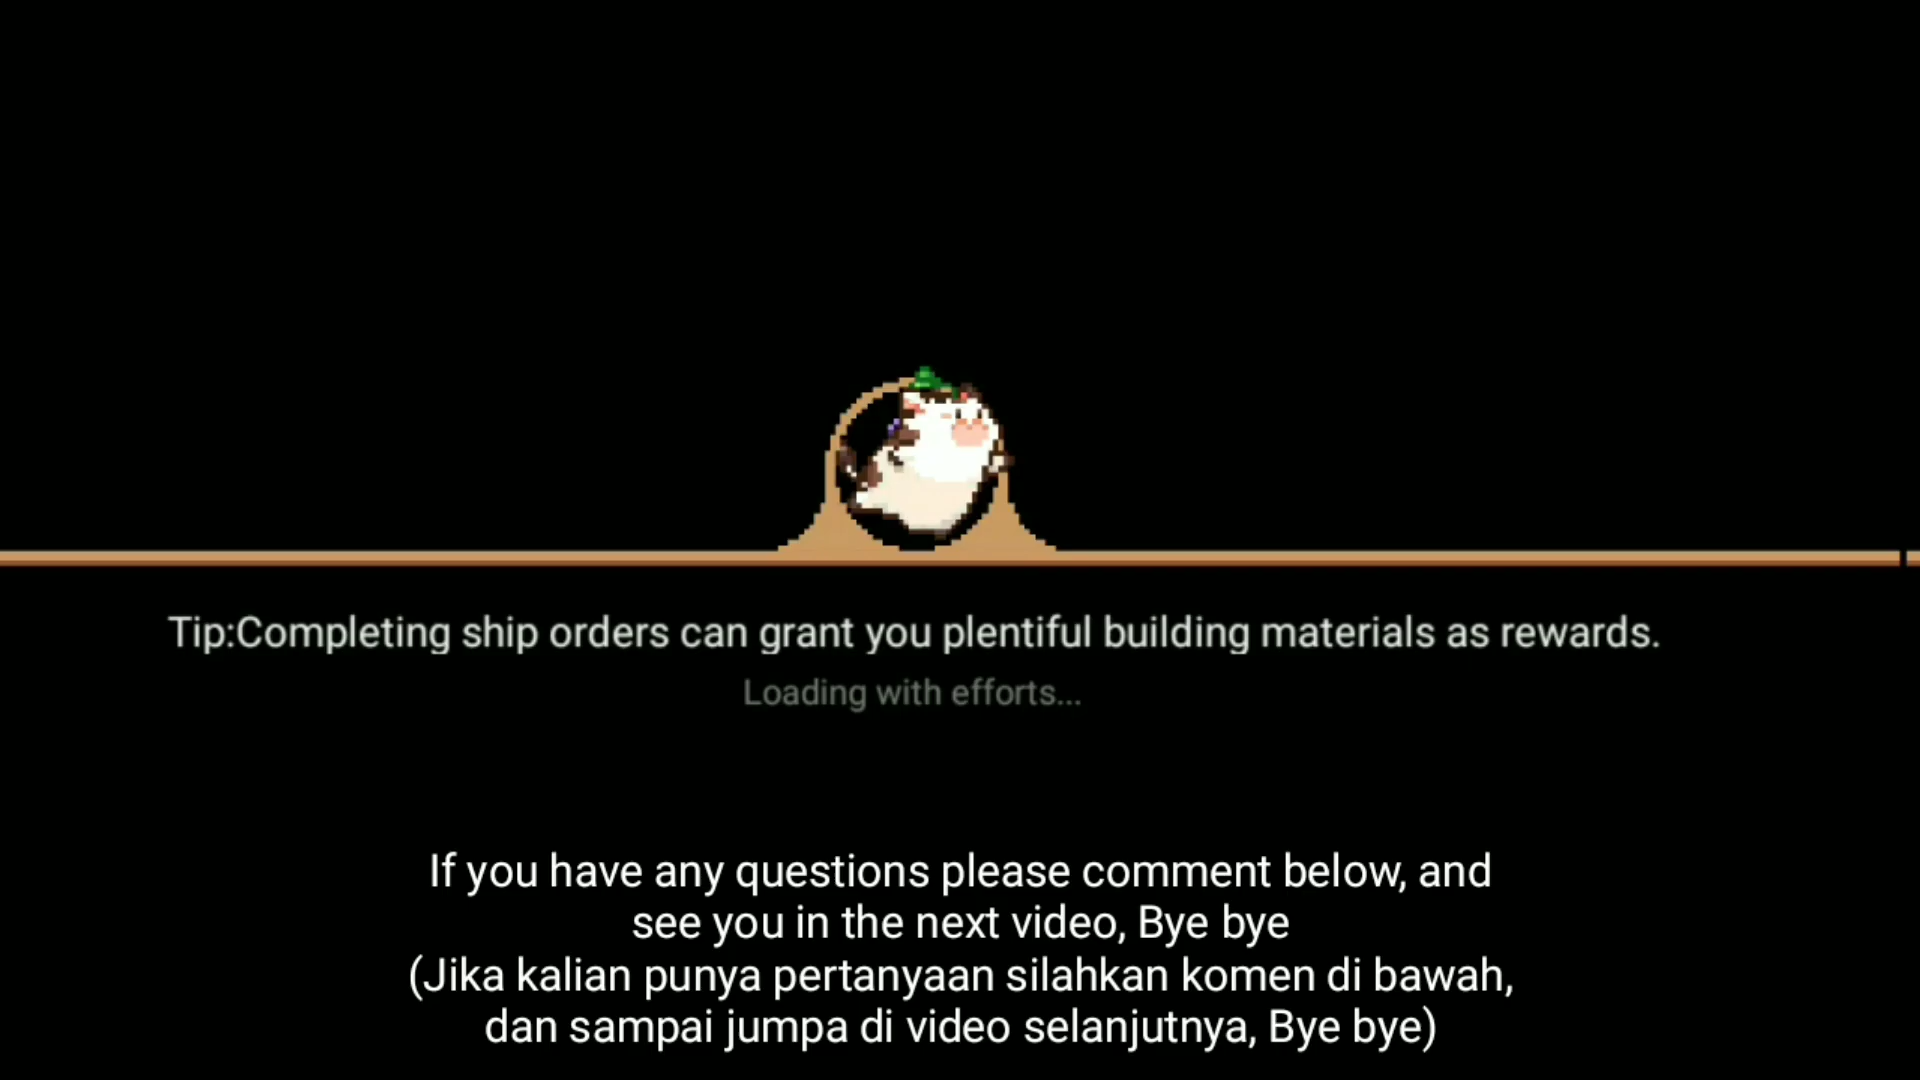 Tip:Completing ship orders can grant you plentiful building materials as rewards.
Loading with efforts...
If you have any questions please comment below, and
see you in the next video, Bye bye
(Jika kalian punya pertanyaan silahkan komen di bawah,
dan sampai jumpa di video selanjutnya, Bye bye)